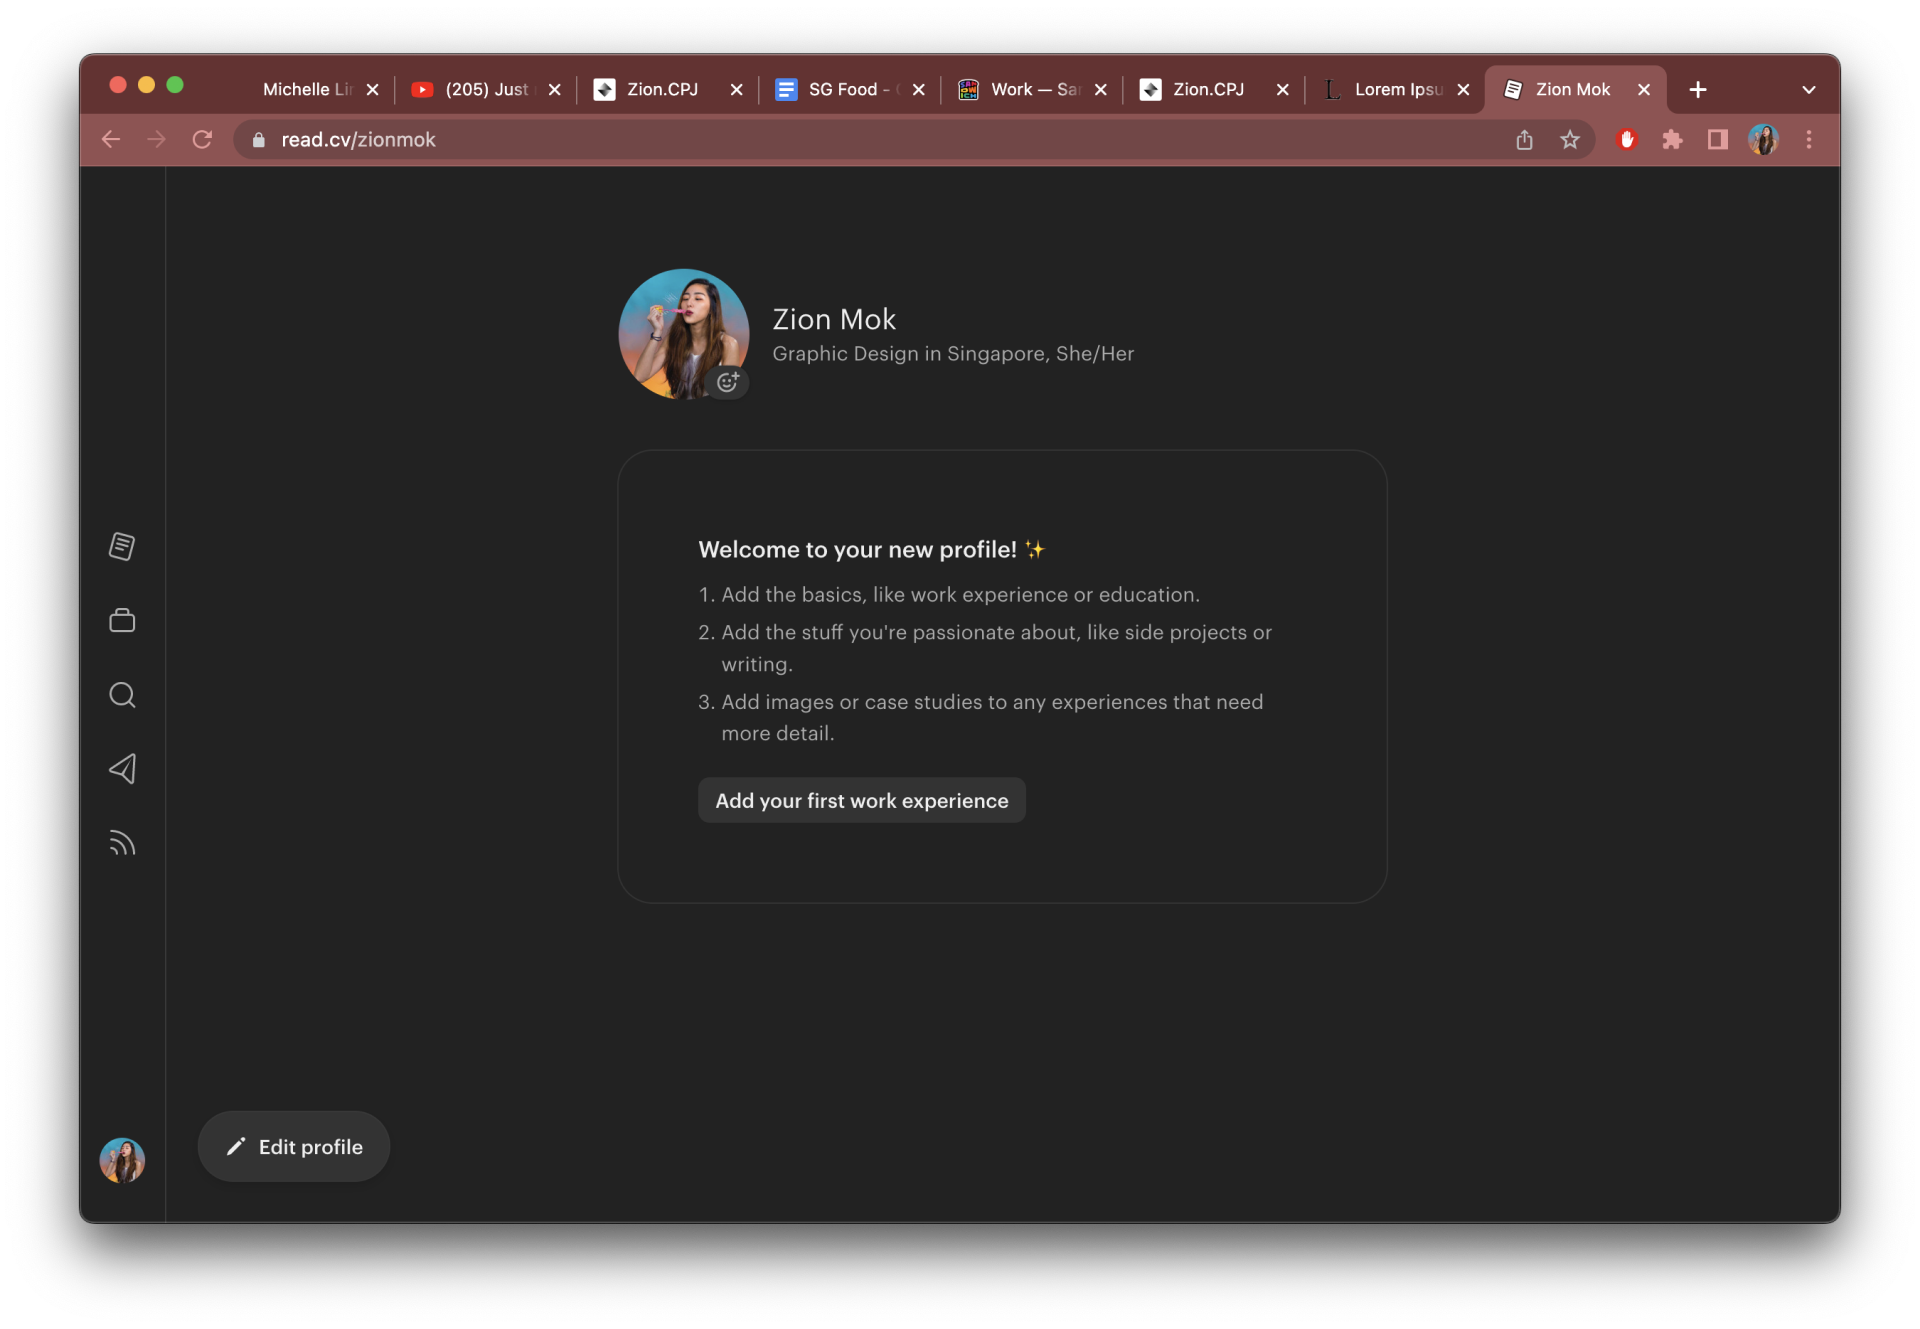 Michelle Lin
(205) Just
Zion.CPJ
SG Food -
Work — Sa
Zion.CPJ
Lorem Ipsu
Zion Mok
read.cv/zionmok
Zion Mok
Graphic Design in Singapore, She/Her
Welcome to your new profile! ✨
1. Add the basics, like work experience or education.
2. Add the stuff you're passionate about, like side projects or
writing.
3. Add images or case studies to any experiences that need
more detail.
Add your first work experience
Edit profile